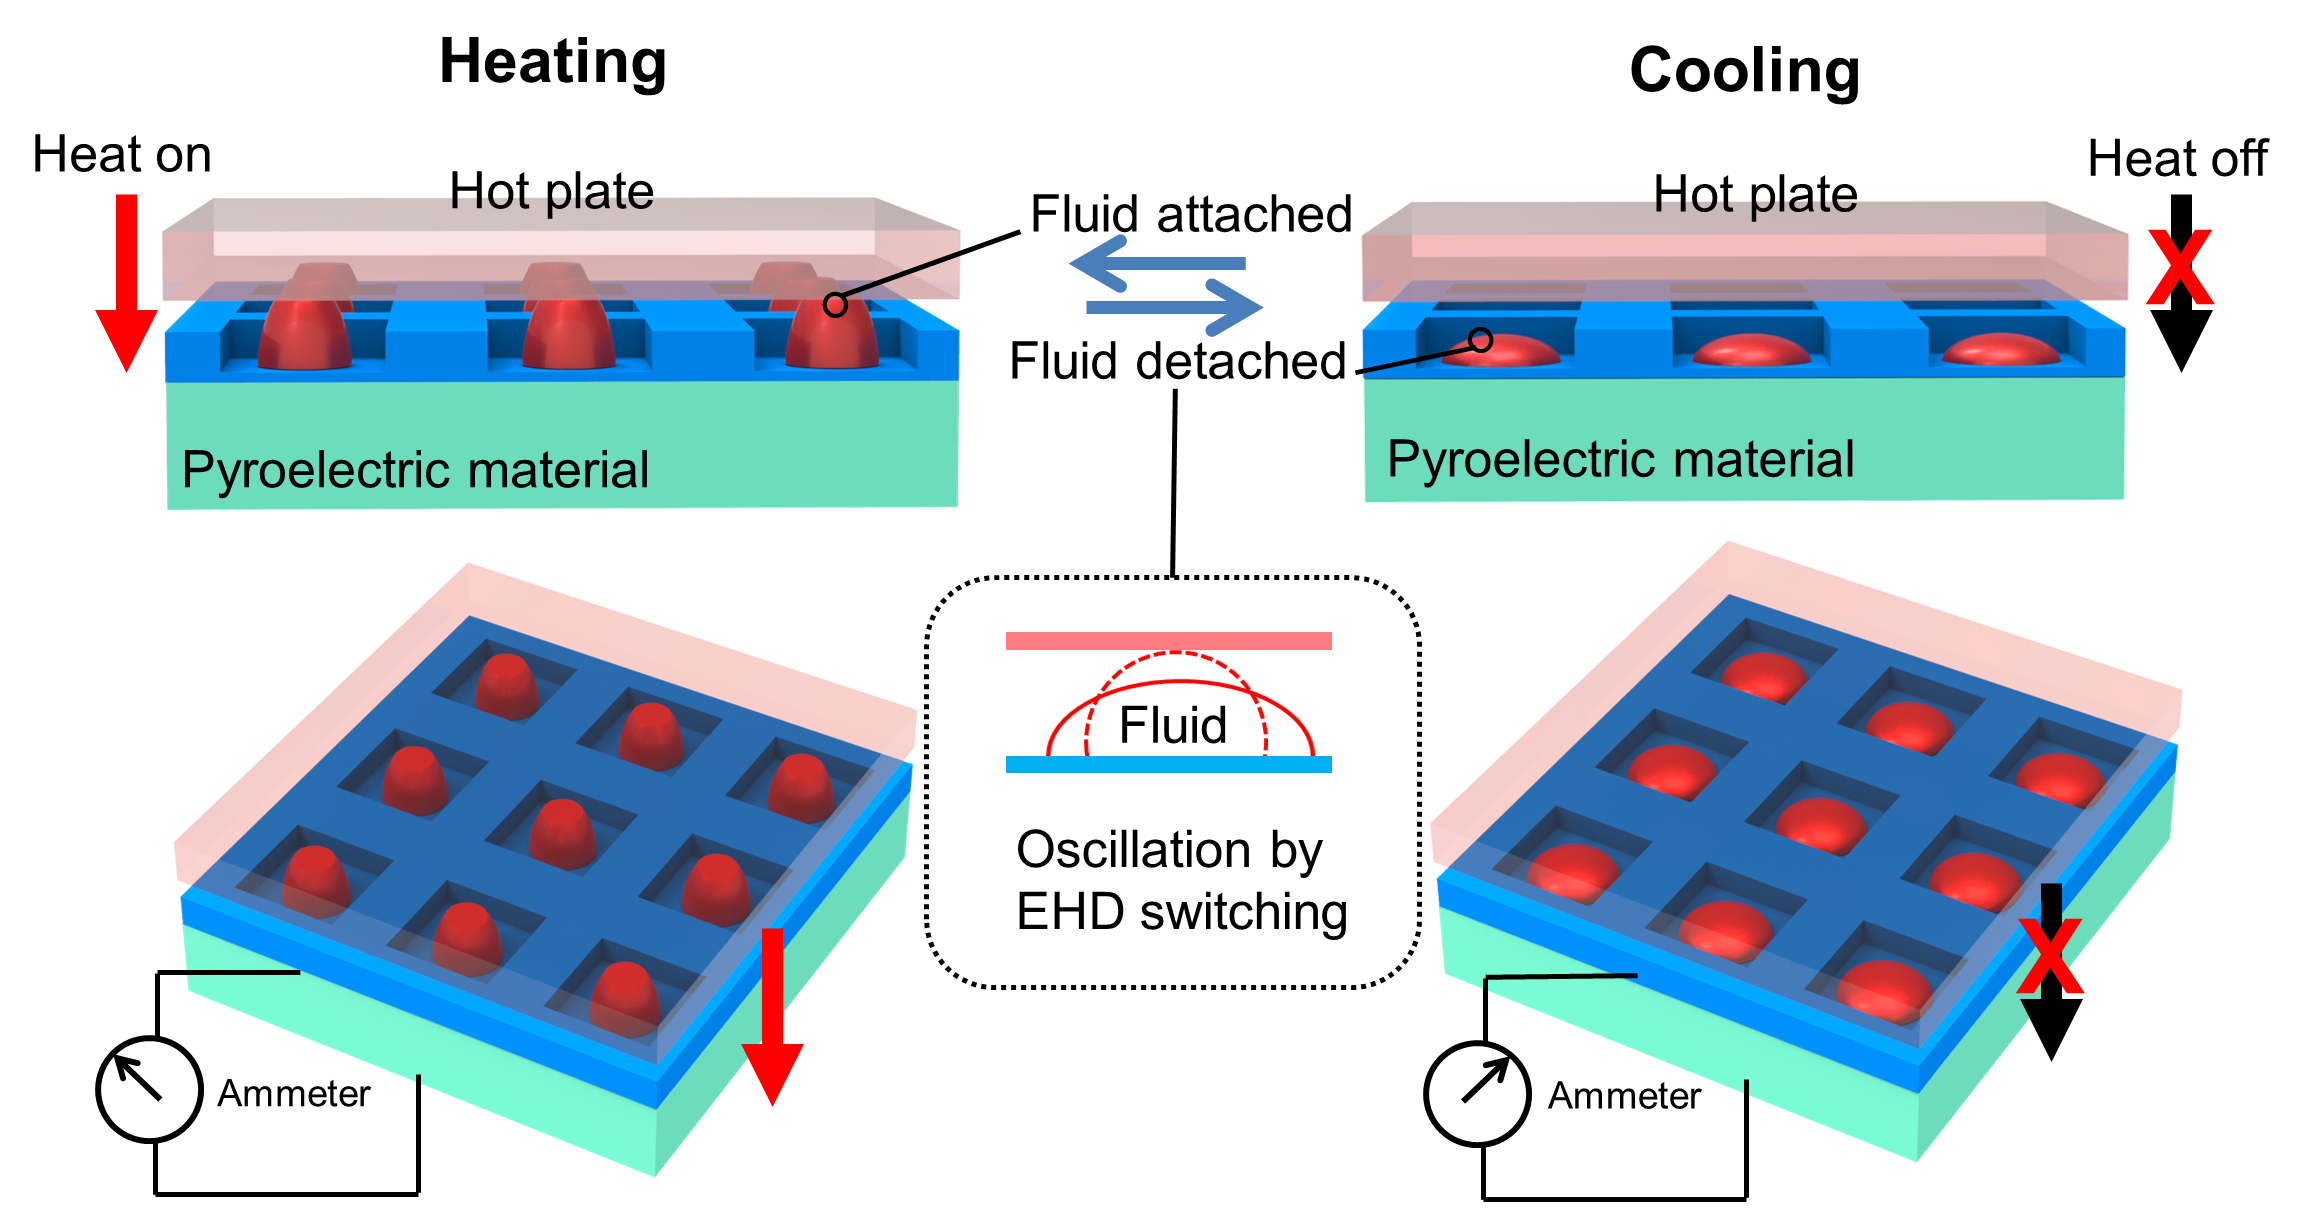 Heating
Cooling
Heat on
Hot plate
Fluid attached
Hot plate
Heat off
X
Fluid detached
Pyroelectric material
Pyroelectric material
Fluid
Oscillation by
EHD switching
X
Ammeter
Ammeter